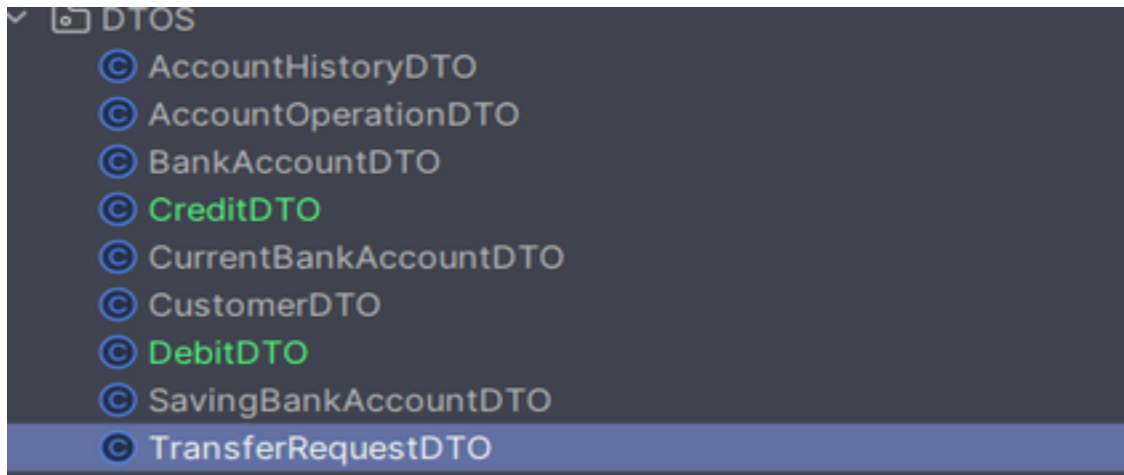 DTOS
AccountHistoryDTO
AccountOperationDTO
BankAccountDTO
CreditDTO
CurrentBankAccountDTO
CustomerDTO
DebitDTO
SavingBankAccountDTO
TransferRequestDTO